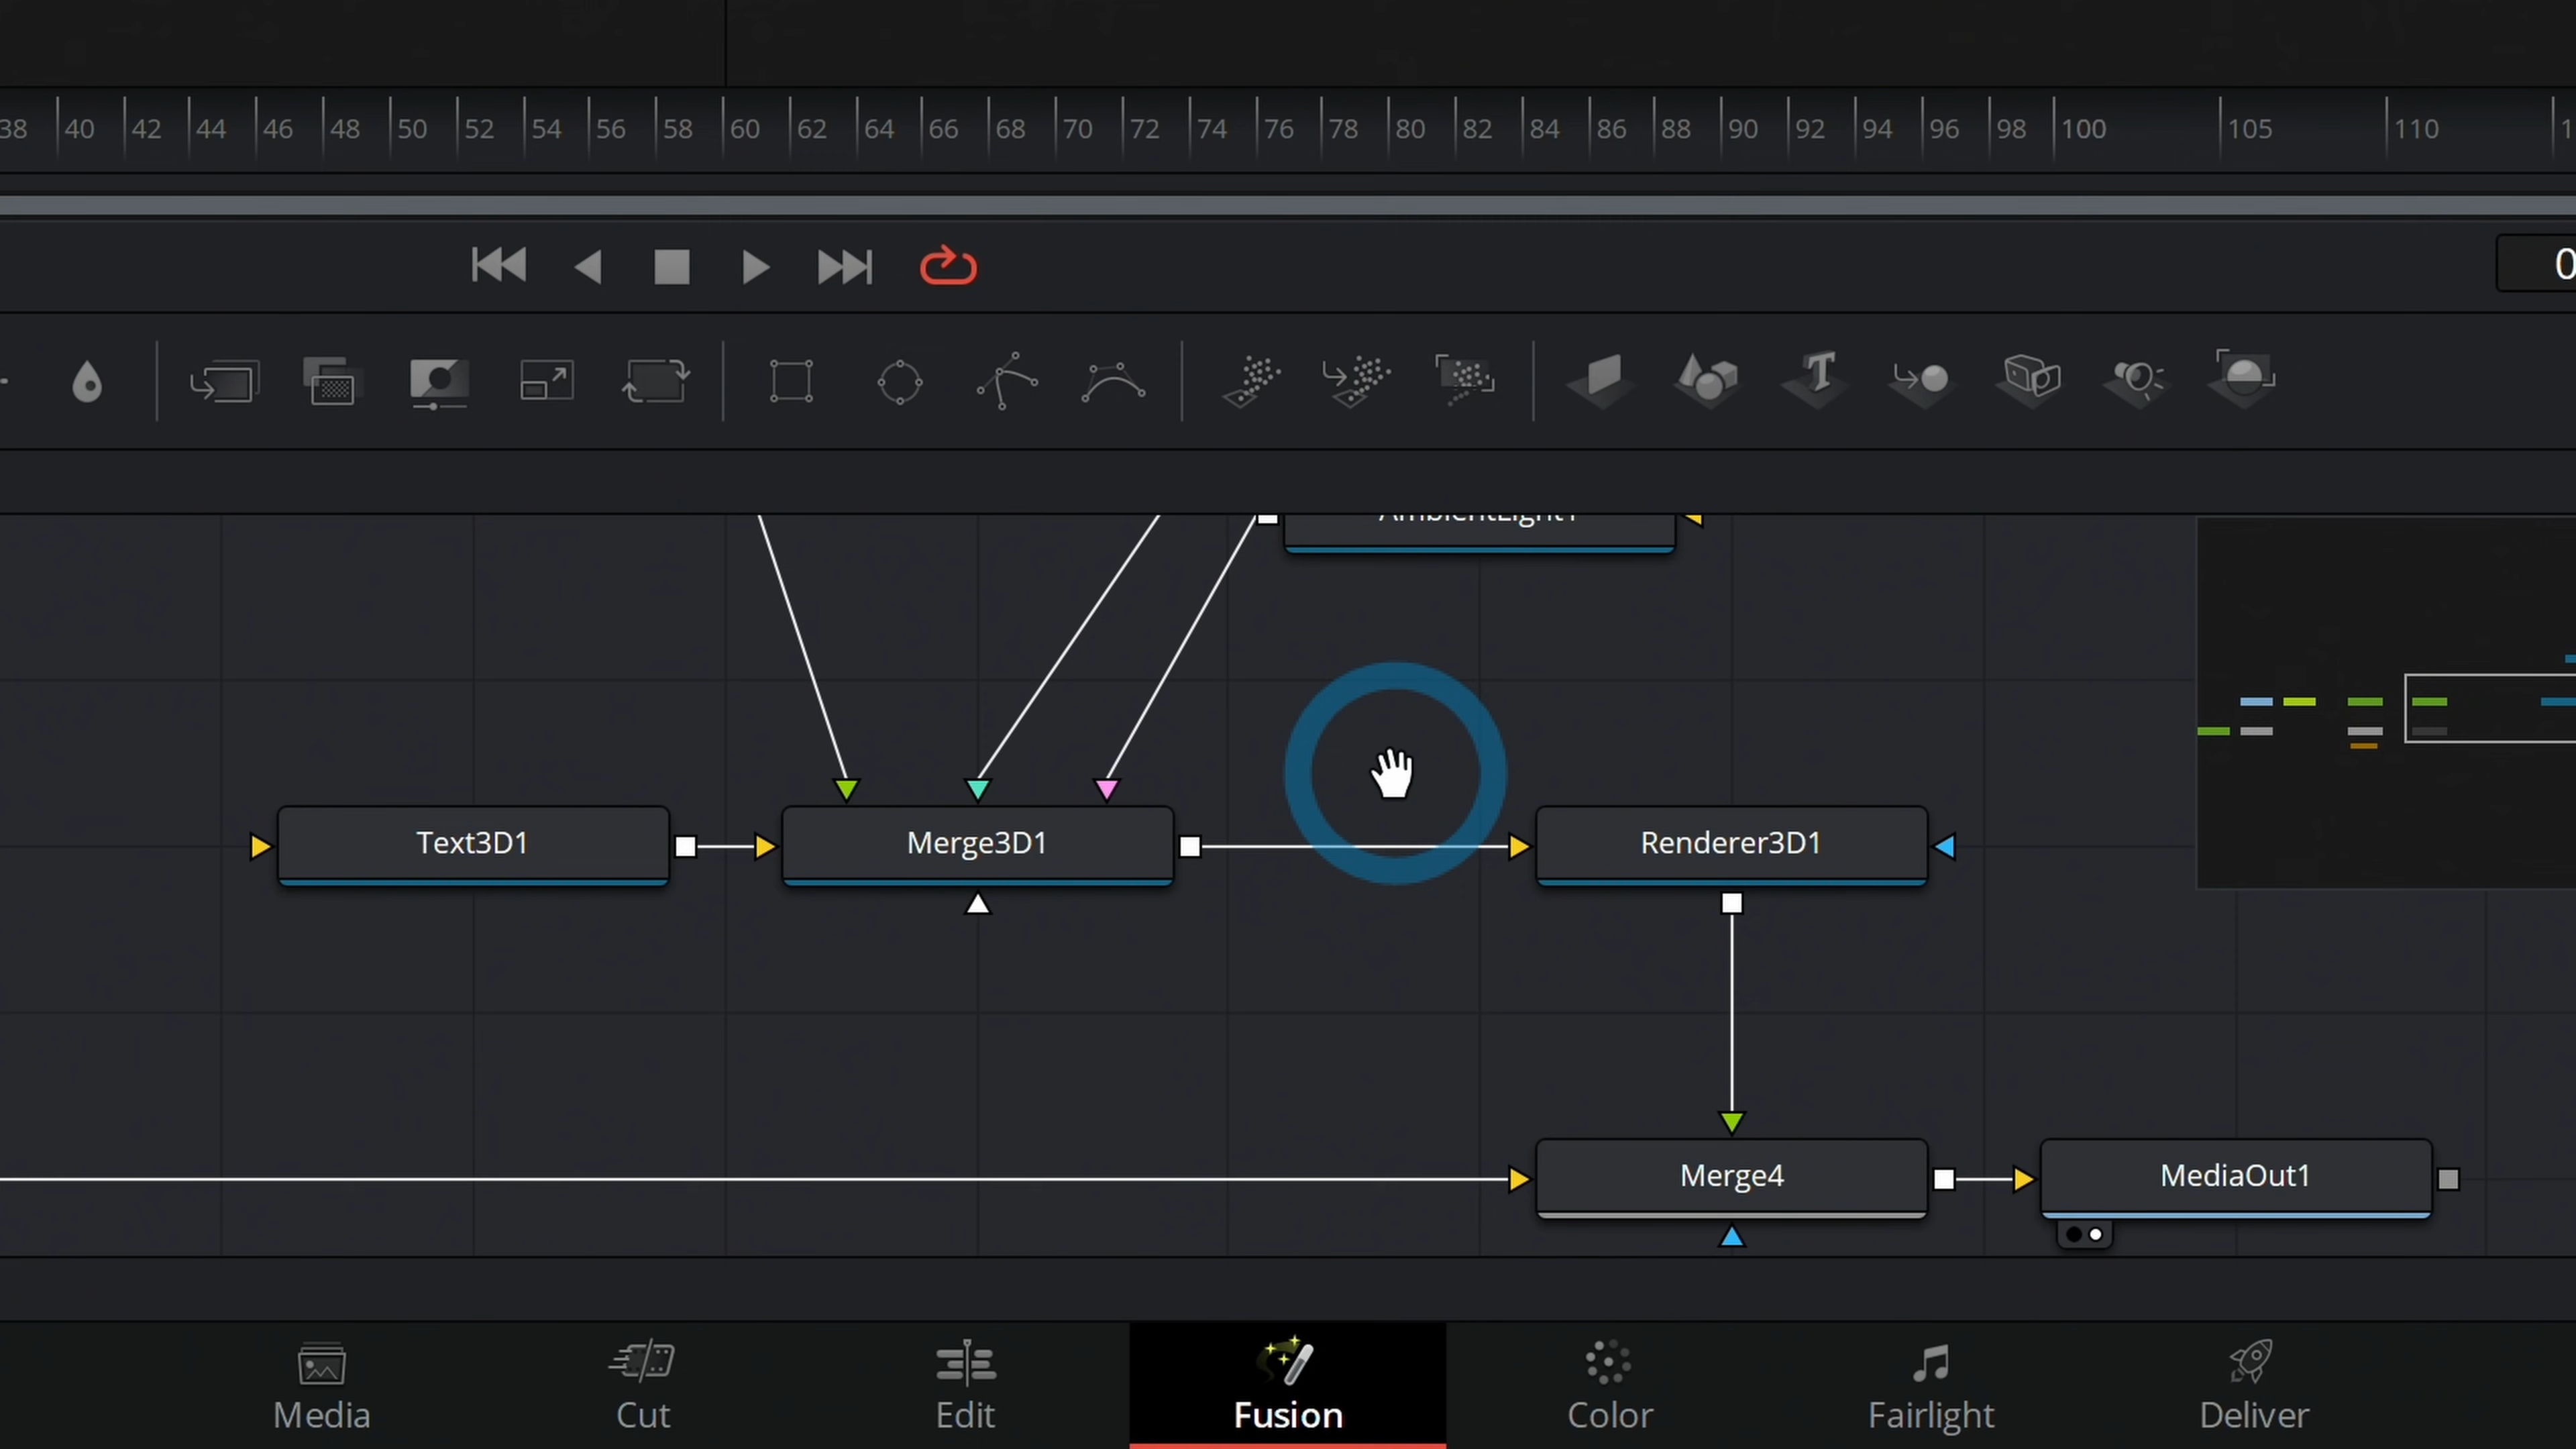 38 40 42 44 46 48 50 52 54 56 58 60 62 64 66 68 70 72 74 76 78 80 82 84 86 88 90 92 94 96 98 100 105 110
0
AmbientLight1
Text3D1 Merge3D1 Renderer3D1
Merge4 MediaOut1
Media Cut Edit Fusion Color Fairlight Deliver